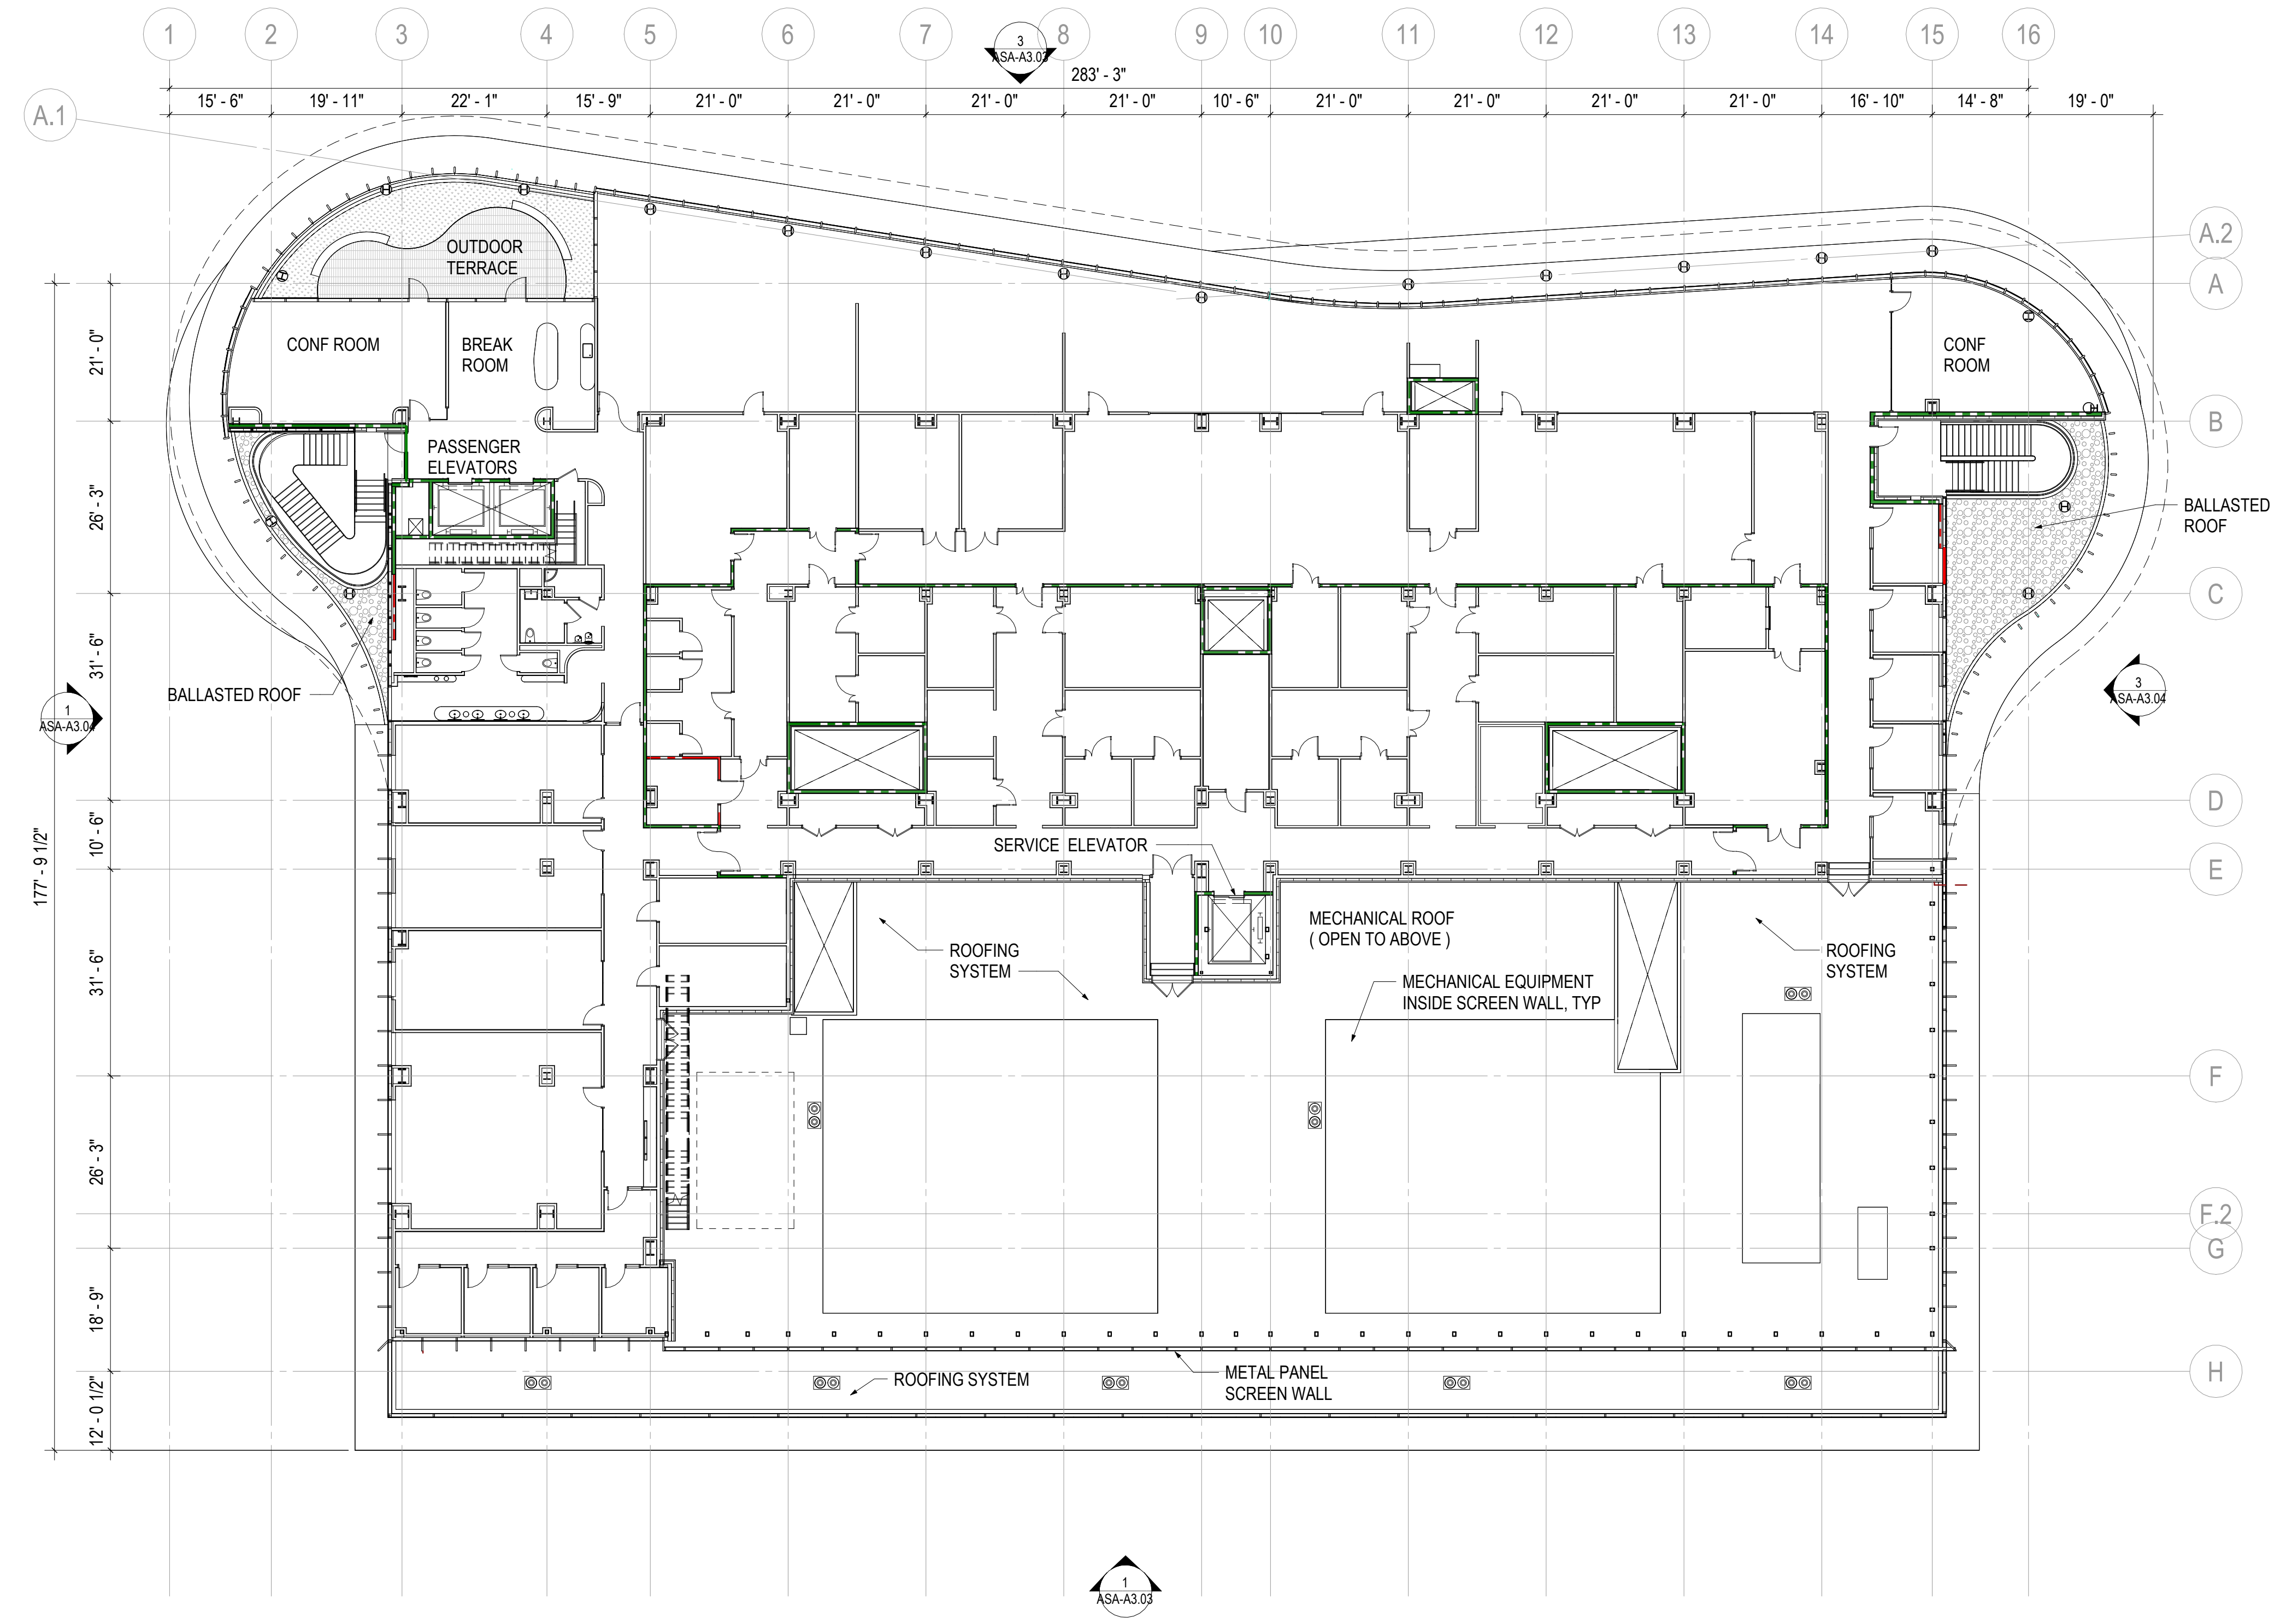 1 2 3 4 5 6 7 8 9 10 11 12 13 14 15 16
3
ASA-A3.03
283' - 3"
15' - 6" 19' - 11" 22' - 1" 15' - 9" 21' - 0" 21' - 0" 21' - 0" 21' - 0" 10' - 6" 21' - 0" 21' - 0" 21' - 0" 21' - 0" 16' - 10" 14' - 8" 19' - 0"
A.1
A.2
A
B
C
D
E
F
F.2
G
H
177' - 9 1/2"
21' - 0"
26' - 3"
31' - 6"
10' - 6"
31' - 6"
26' - 3"
18' - 9"
12' - 0 1/2"
OUTDOOR
TERRACE
CONF ROOM
BREAK
ROOM
CONF
ROOM
PASSENGER
ELEVATORS
BALLASTED
ROOF
BALLASTED ROOF
1
ASA-A3.04
3
ASA-A3.04
SERVICE ELEVATOR
MECHANICAL ROOF
( OPEN TO ABOVE )
ROOFING
SYSTEM
ROOFING
SYSTEM
MECHANICAL EQUIPMENT
INSIDE SCREEN WALL, TYP
ROOFING SYSTEM
METAL PANEL
SCREEN WALL
1
ASA-A3.03